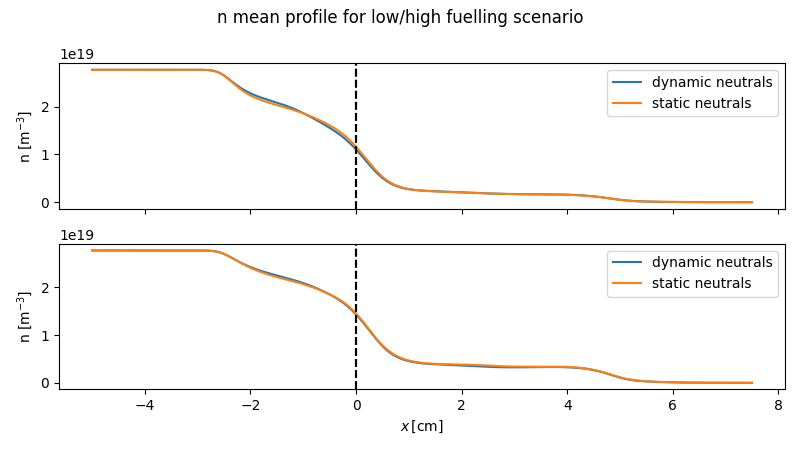 n mean profile for low/high fuelling scenario
1e19
n [m⁻³]
2
1
0
dynamic neutrals
static neutrals
1e19
n [m⁻³]
2
1
0
dynamic neutrals
static neutrals
−4 −2 0 2 4 6 8
x [cm]